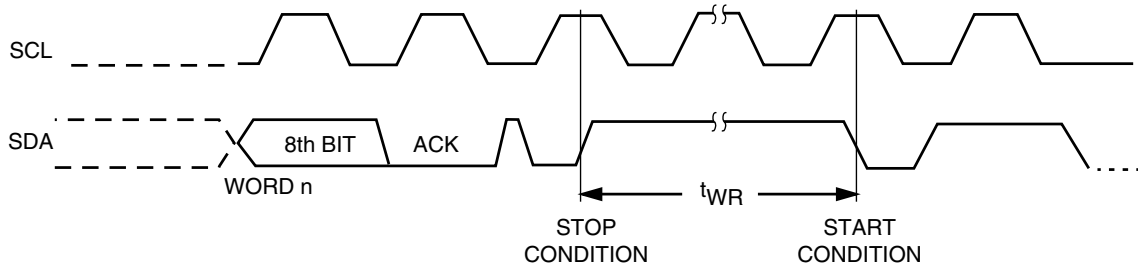 SCL
SDA
8th BIT
ACK
WORD n
tWR
STOP
CONDITION
START
CONDITION